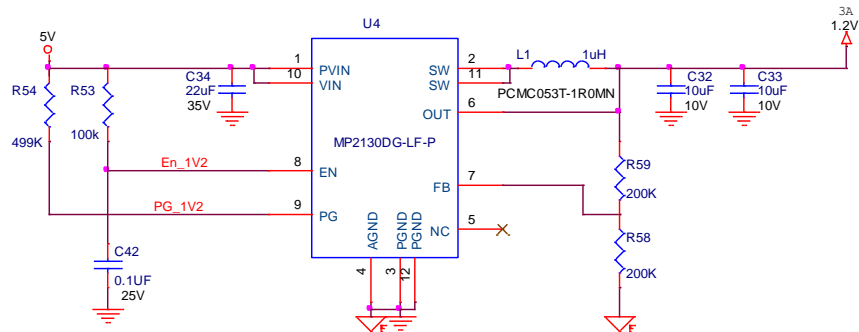 3A
1.2V
U4
5V
1
PVIN
10
VIN
2
SW
11
SW
L1
1uH
PCMC053T-1R0MN
R54
499K
R53
100k
C34
22uF
35V
C32
10uF
10V
C33
10uF
10V
6
OUT
MP2130DG-LF-P
En_1V2
8
EN
7
FB
R59
200K
PG_1V2
9
PG
5
NC
R58
200K
AGND
PGND
PGND
4
3
12
C42
0.1UF
25V
E
E